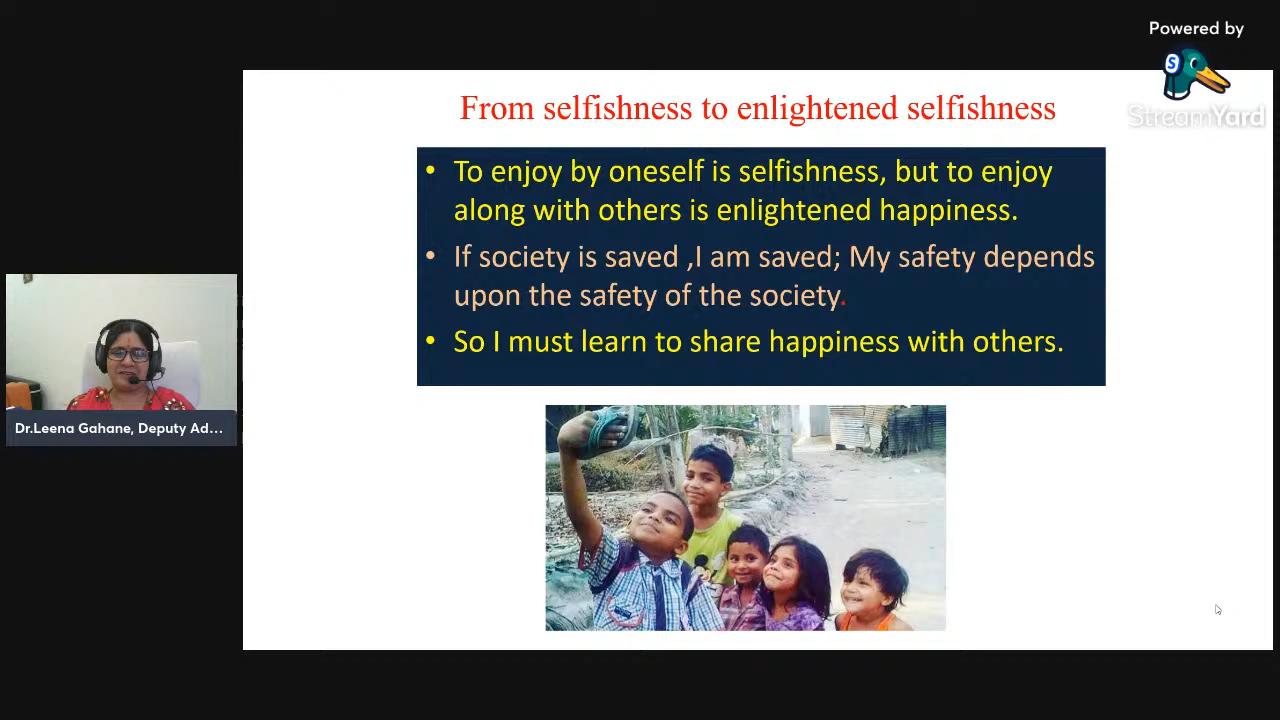 Powered by
S
StreamYard
From selfishness to enlightened selfishness
• To enjoy by oneself is selfishness, but to enjoy
along with others is enlightened happiness.
• If society is saved ,I am saved; My safety depends
upon the safety of the society.
• So I must learn to share happiness with others.
Dr.Leena Gahane, Deputy Ad...